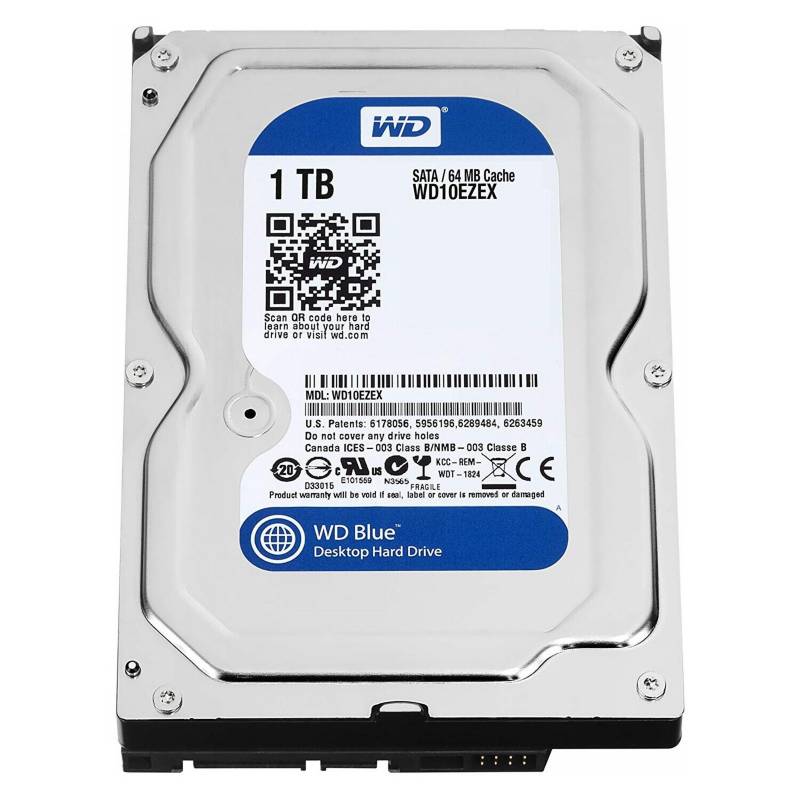 WD®
1 TB
SATA / 64 MB Cache
WD10EZEX
WD
Scan QR code here to
learn about your hard
drive or visit wd.com
MDL: WD10EZEX
U.S. Patents: 6178056, 5956196,6289484, 6263459
Do not cover any drive holes
Canada ICES - 003 Class B/NMB - 003 Classe B
20
D33015
c RU us
E101559
N3565
FRAGILE
KCC - REM -
WDT - 1824
CE
Product warranty will be void if seal, label or cover is removed or damaged
A
WD Blue™
Desktop Hard Drive